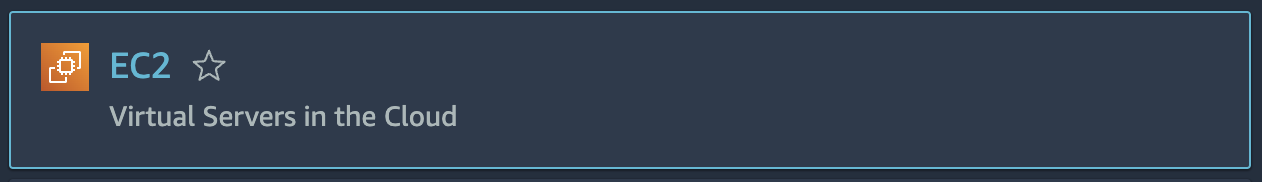 EC2
Virtual Servers in the Cloud